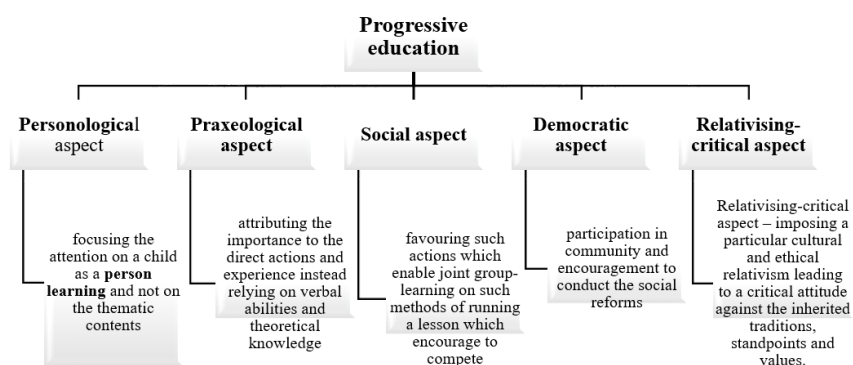 Progressive
education
Personological
aspect
Praxeological
aspect
Social aspect
Democratic
aspect
Relativising-
critical aspect
focusing the
attention on a child
as a person
learning and not on
the thematic
contents
attributing the
importance to the
direct actions and
experience instead
relying on verbal
abilities and
theoretical
knowledge
favouring such
actions which
enable joint group-
learning on such
methods of running
a lesson which
encourage to
compete
participation in
community and
encouragement to
conduct the social
reforms
Relativising-critical
aspect – imposing a
particular cultural
and ethical
relativism leading
to a critical attitude
against the inherited
traditions,
standpoints and
values.